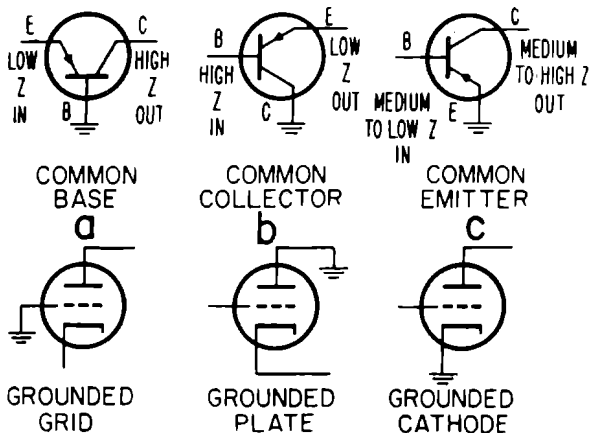 E
C
LOW
Z
IN
HIGH
Z
OUT
B
COMMON
BASE
a
B
E
HIGH
Z
IN
LOW
Z
OUT
C
COMMON
COLLECTOR
b
B
C
MEDIUM
TO LOW Z
IN
MEDIUM
TO HIGH Z
OUT
E
COMMON
EMITTER
c
GROUNDED
GRID
GROUNDED
PLATE
GROUNDED
CATHODE